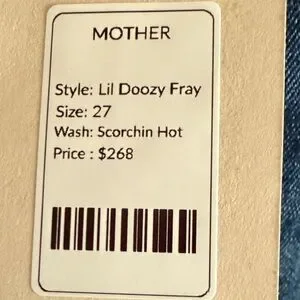 MOTHER
Style: Lil Doozy Fray
Size: 27
Wash: Scorchin Hot
Price : $268